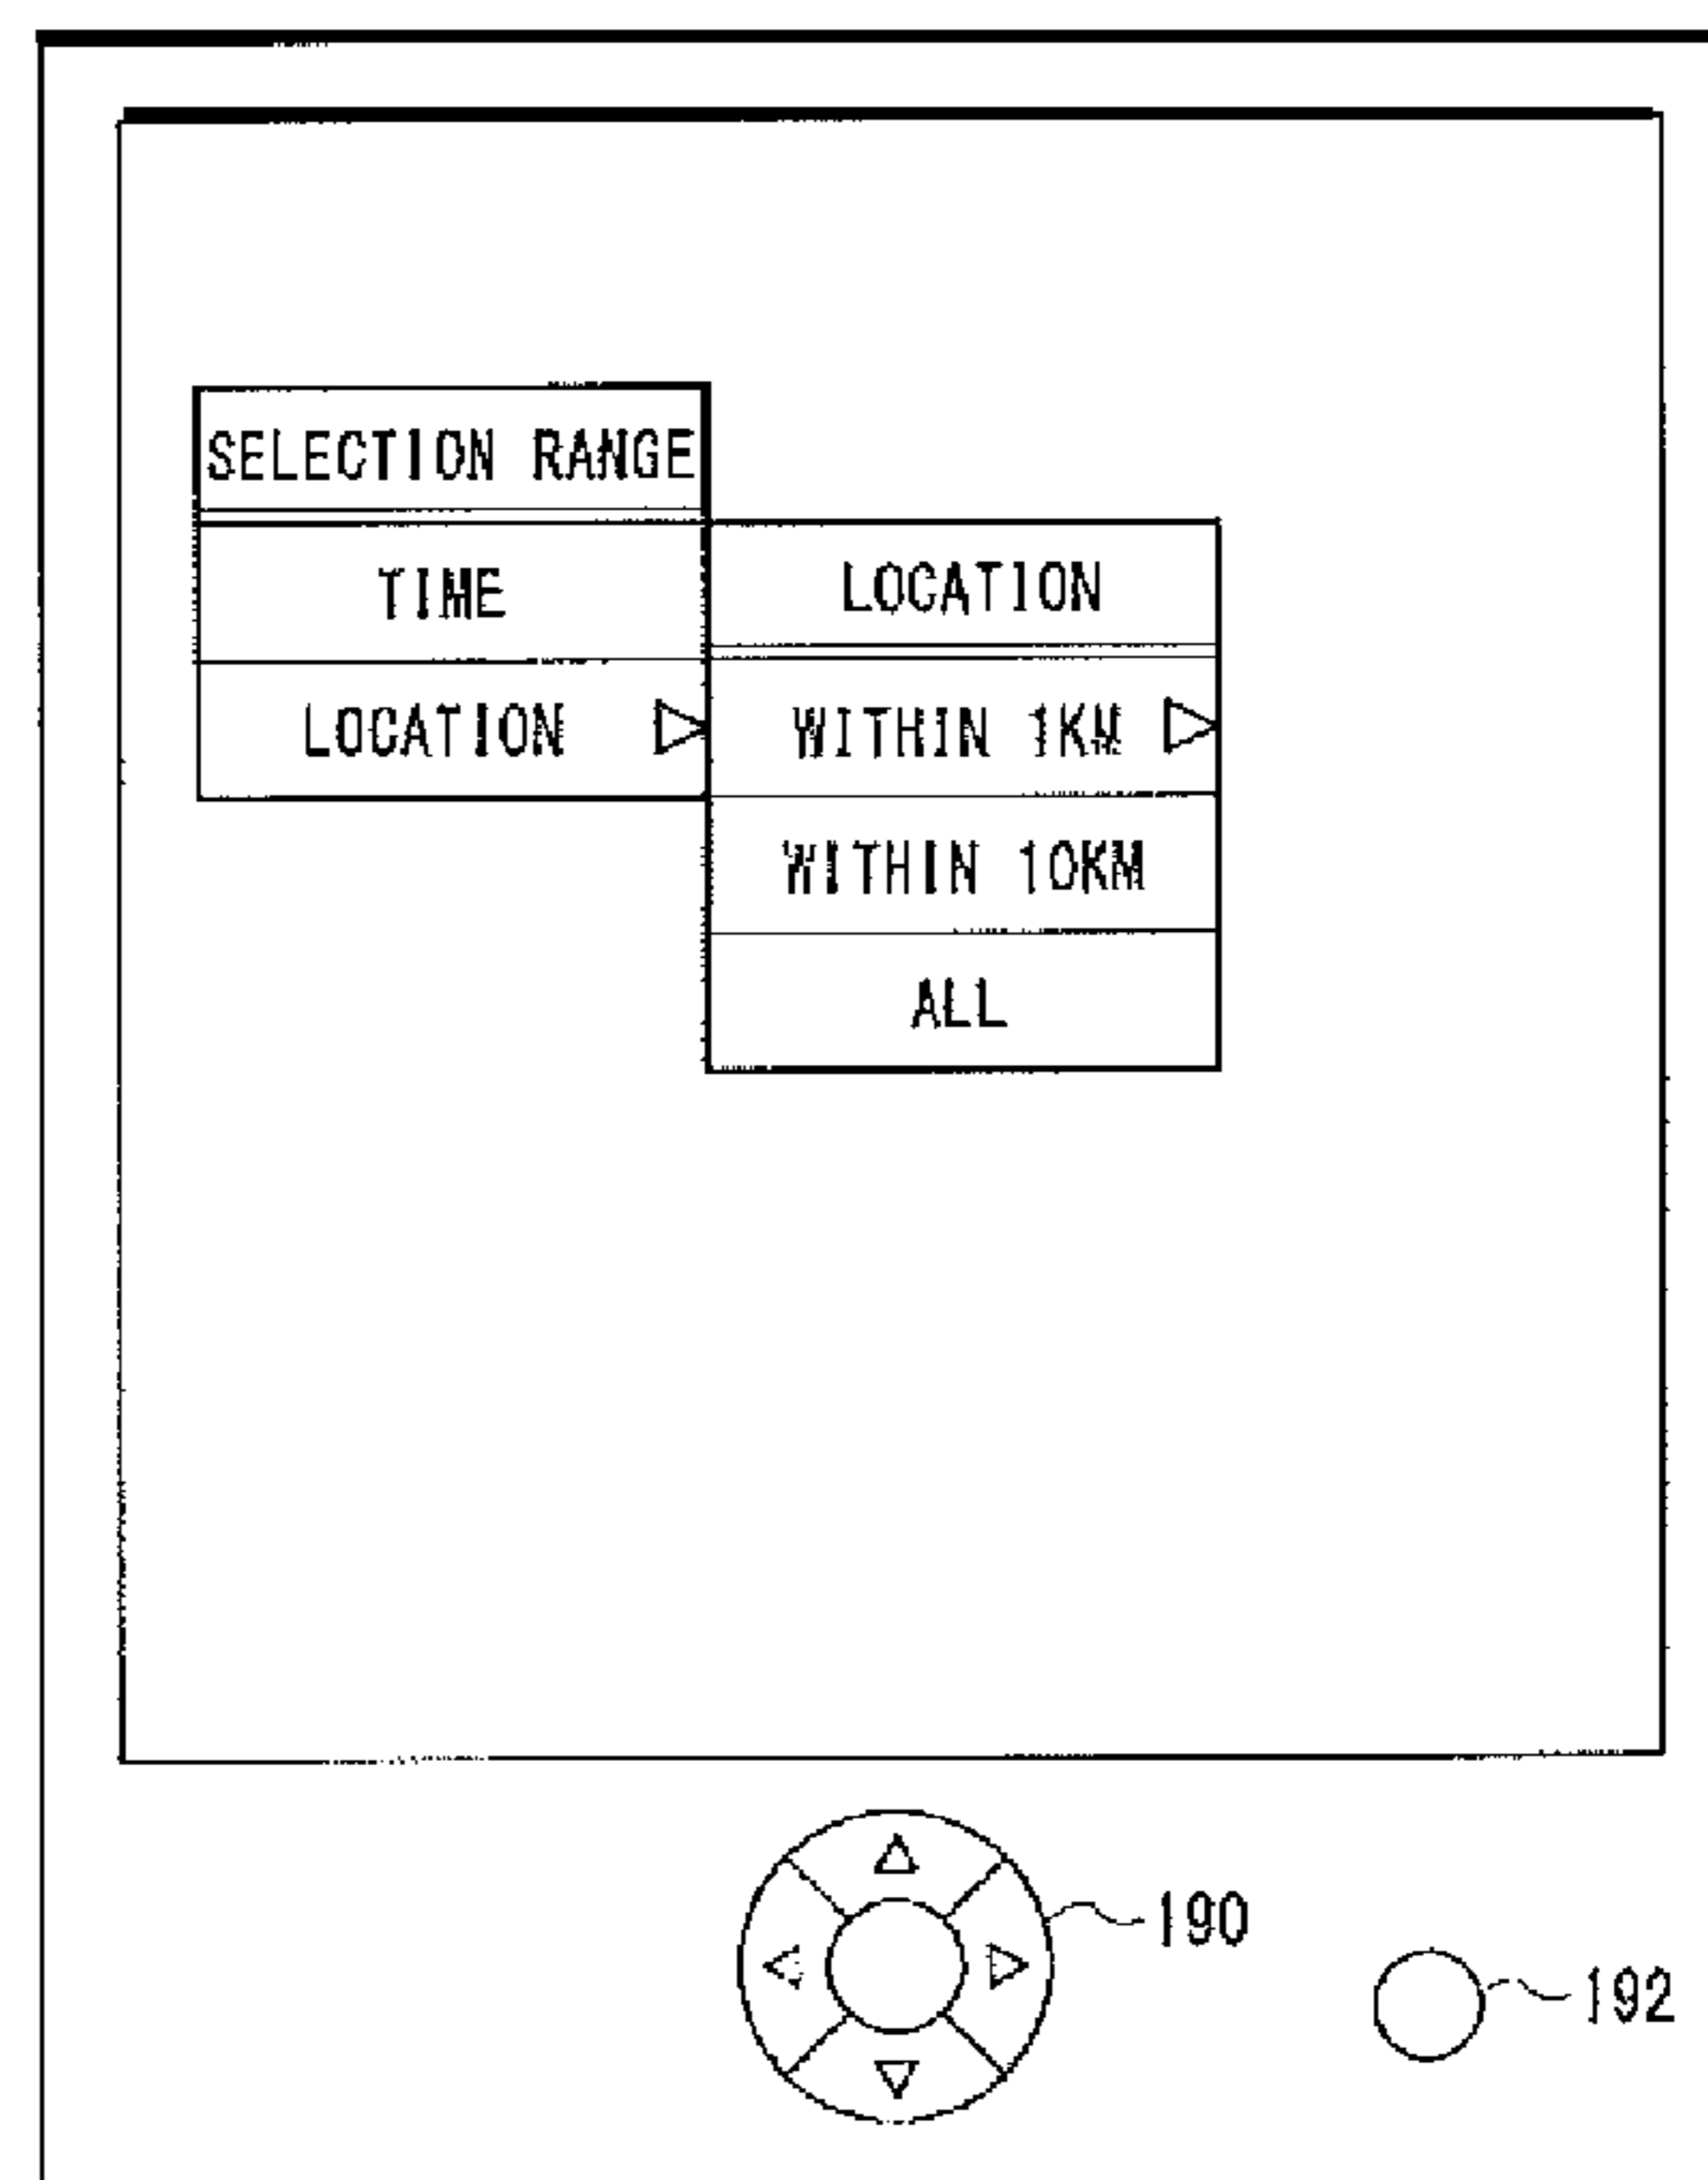 SELECTION RANGE
TIME
LOCATION
LOCATION
WITHIN 1KM
WITHIN 10KM
ALL
190
192